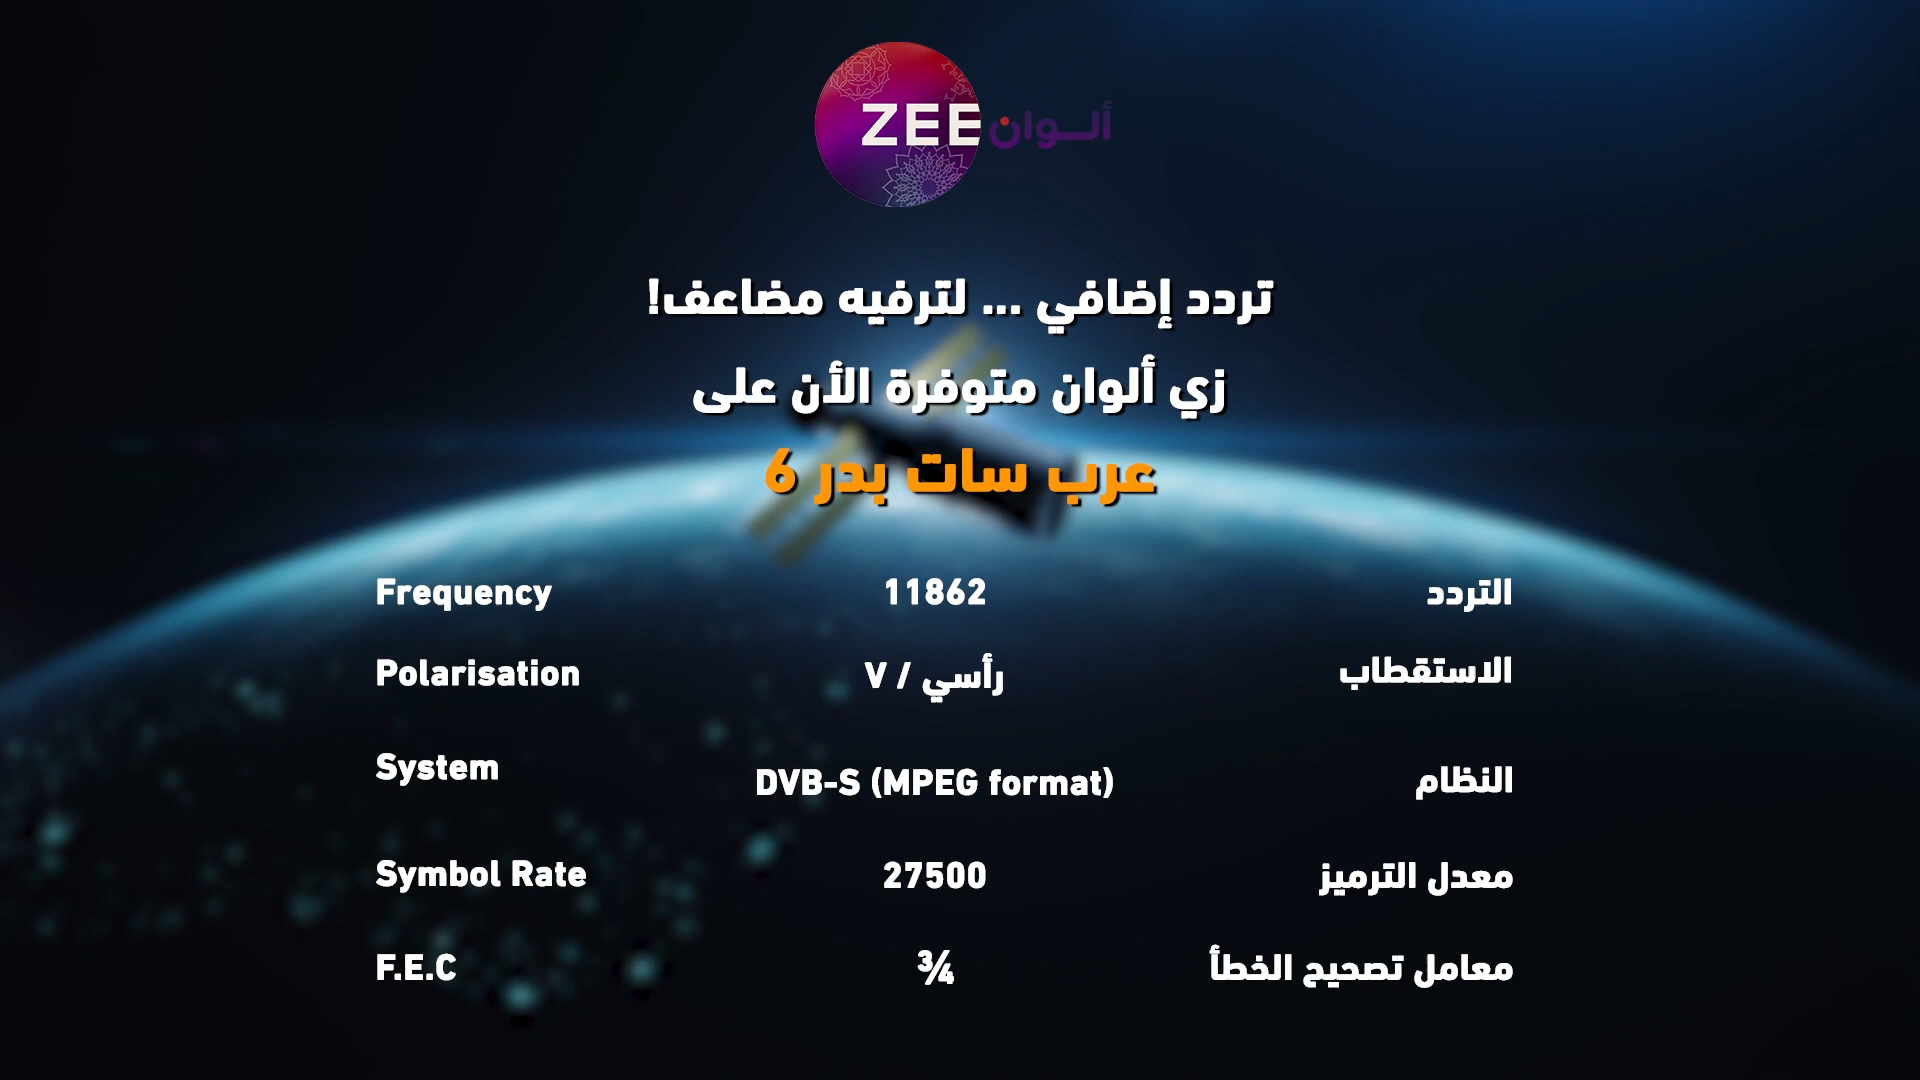 ZEE ألوان
تردد إضافي ... لترفيه مضاعف!
زي ألوان متوفرة الأن على
عرب سات بدر 6
Frequency 11862 التردد
Polarisation رأسي / V الاستقطاب
System DVB-S (MPEG format) النظام
Symbol Rate 27500 معدل الترميز
F.E.C ¾ معامل تصحيح الخطأ